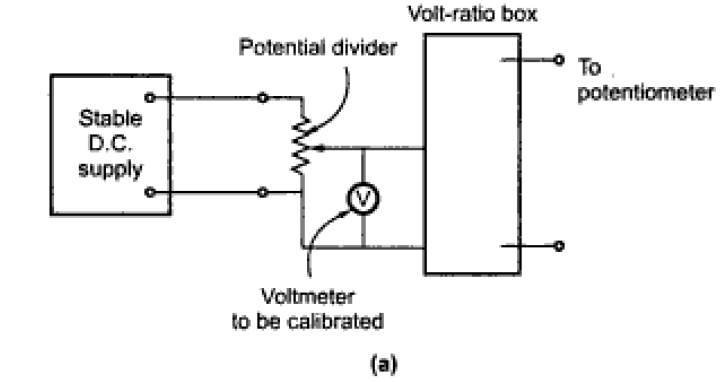 Volt-ratio box
Potential divider
To
potentiometer
Stable
D.C.
supply
V
Voltmeter
to be calibrated
(a)